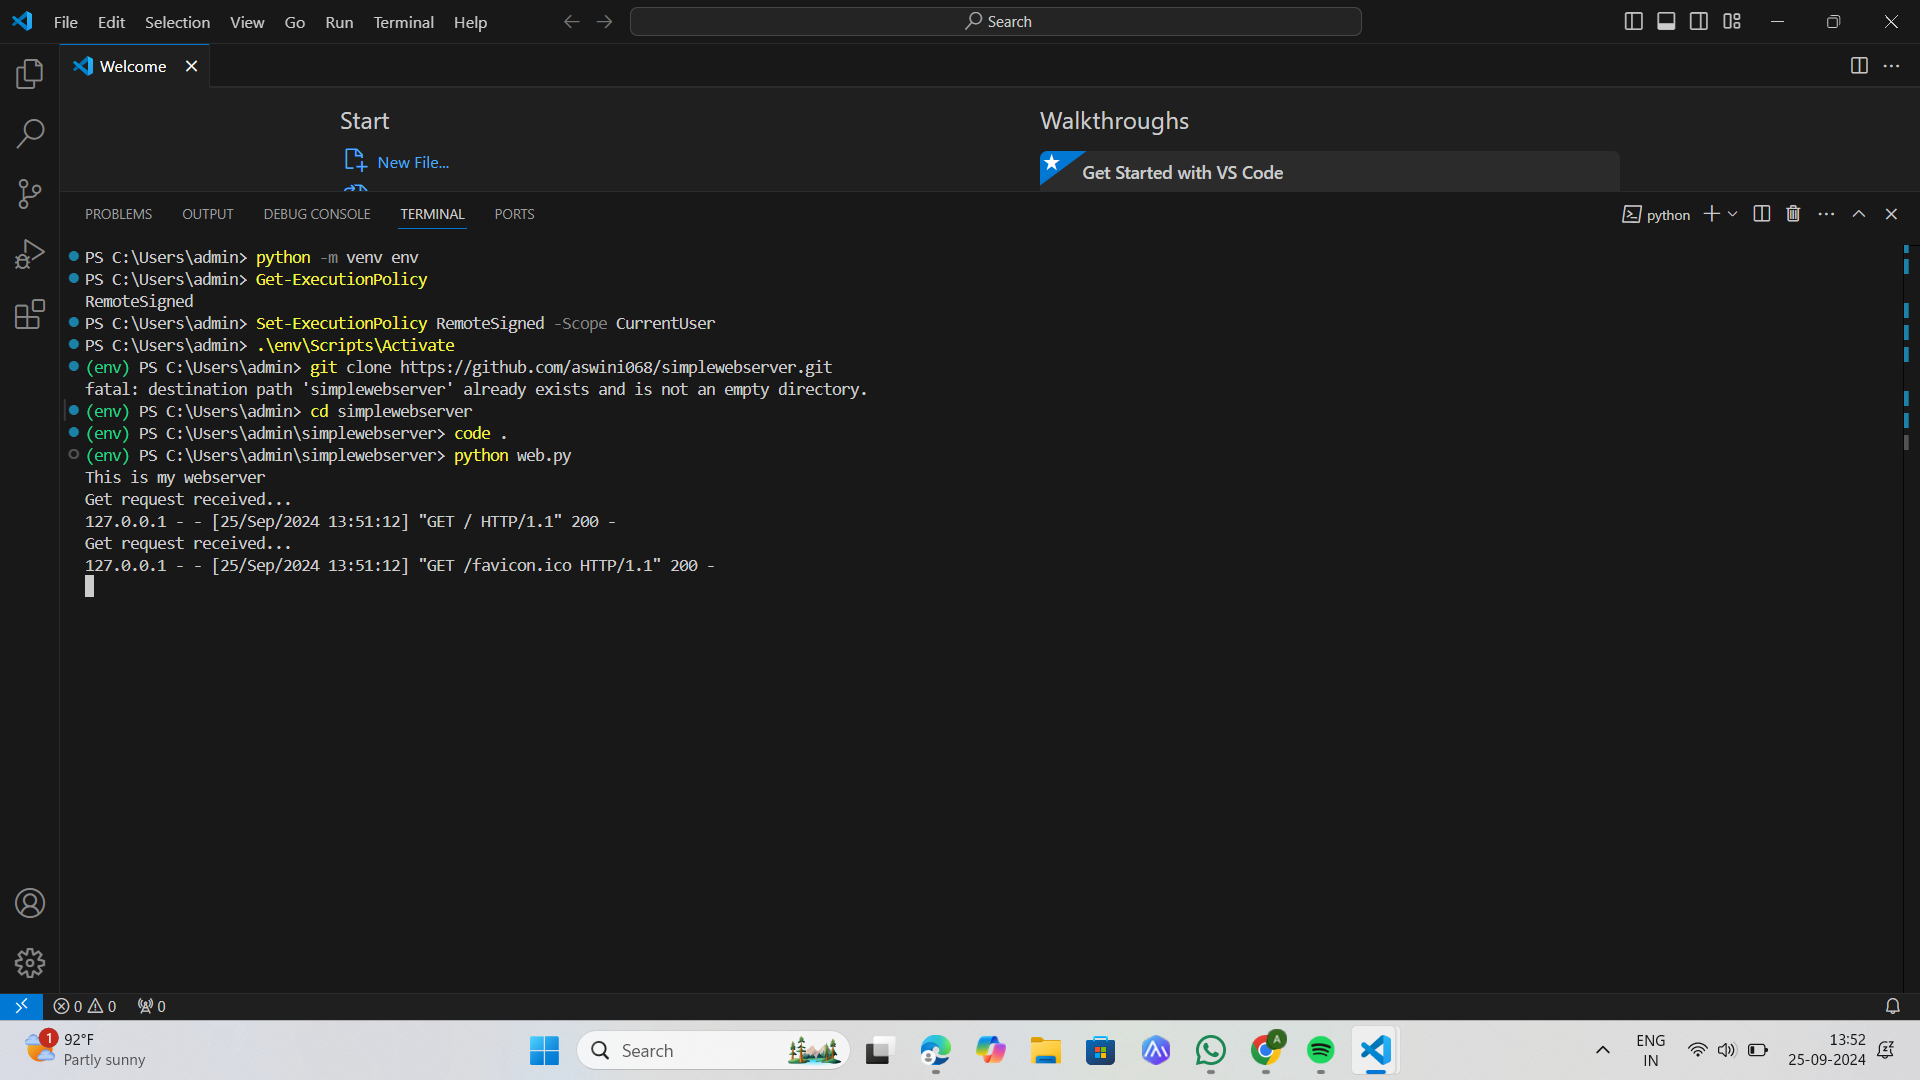 File Edit Selection View Go Run Terminal Help
Search
Welcome
Start
Walkthroughs
New File...
Get Started with VS Code
PROBLEMS OUTPUT DEBUG CONSOLE TERMINAL PORTS
python
PS C:\Users\admin> python -m venv env
PS C:\Users\admin> Get-ExecutionPolicy
RemoteSigned
PS C:\Users\admin> Set-ExecutionPolicy RemoteSigned -Scope CurrentUser
PS C:\Users\admin> .\env\Scripts\Activate
(env) PS C:\Users\admin> git clone https://github.com/aswini068/simplewebserver.git
fatal: destination path 'simplewebserver' already exists and is not an empty directory.
(env) PS C:\Users\admin> cd simplewebserver
(env) PS C:\Users\admin\simplewebserver> code .
(env) PS C:\Users\admin\simplewebserver> python web.py
This is my webserver
Get request received...
127.0.0.1 - - [25/Sep/2024 13:51:12] "GET / HTTP/1.1" 200 -
Get request received...
127.0.0.1 - - [25/Sep/2024 13:51:12] "GET /favicon.ico HTTP/1.1" 200 -
0 0 0
1
92°F
Partly sunny
Search
A
ENG
IN
13:52
25-09-2024